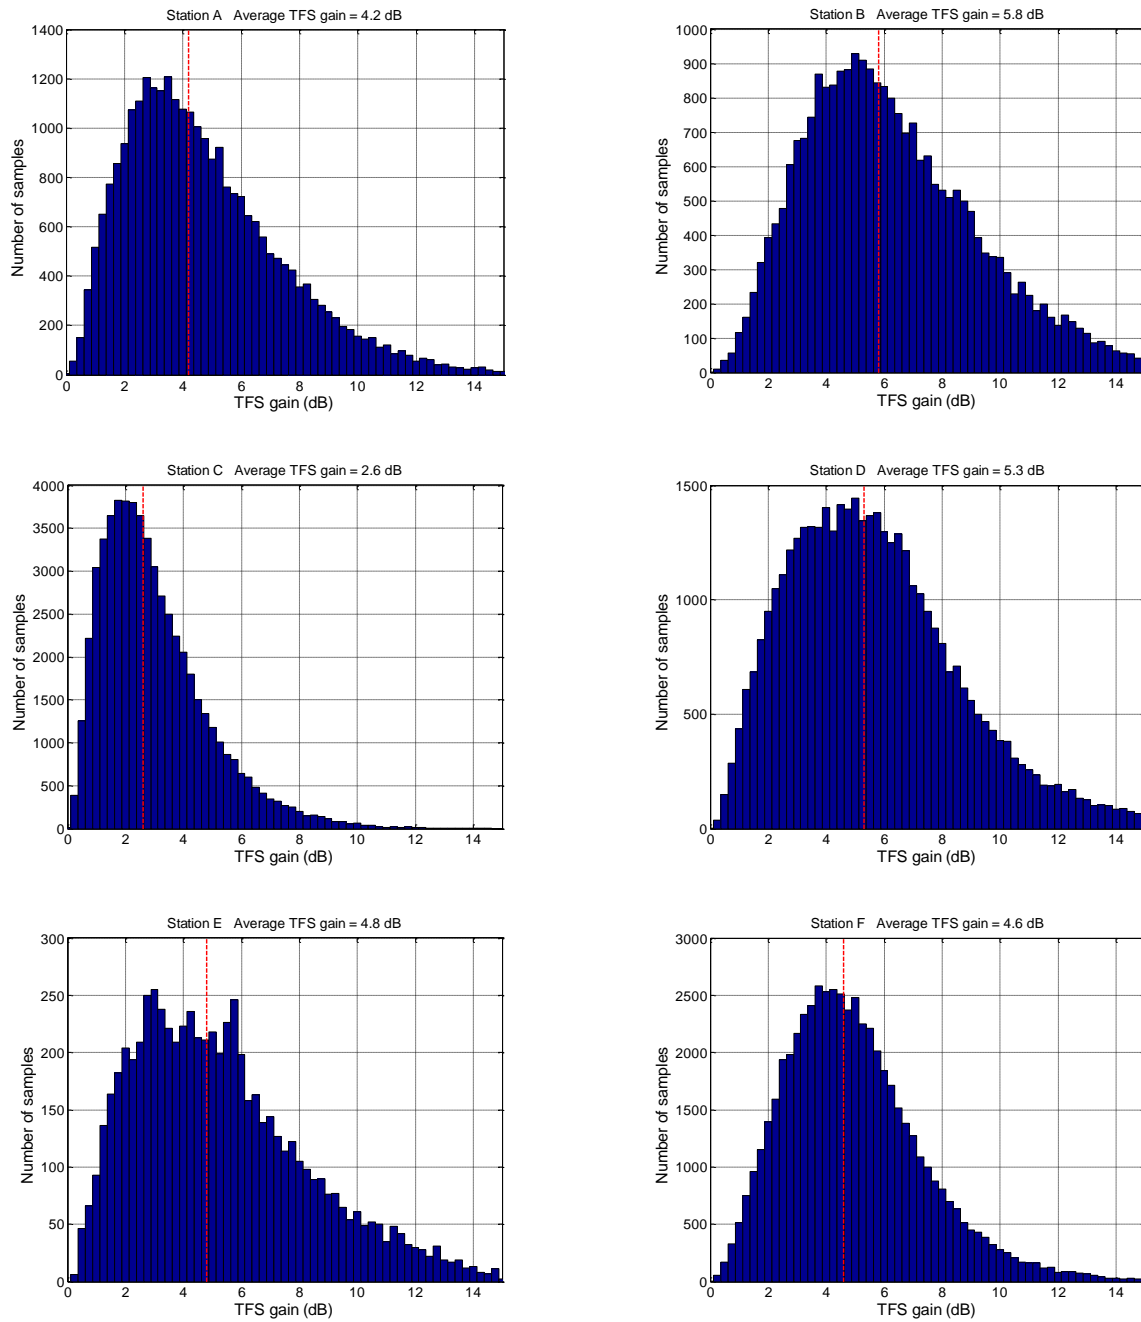 Station A   Average TFS gain = 4.2 dB
1400
1200
1000
800
600
400
200
0
Number of samples
0 2 4 6 8 10 12 14
TFS gain (dB)
Station B   Average TFS gain = 5.8 dB
1000
900
800
700
600
500
400
300
200
100
0
Number of samples
0 2 4 6 8 10 12 14
TFS gain (dB)
Station C   Average TFS gain = 2.6 dB
4000
3500
3000
2500
2000
1500
1000
500
0
Number of samples
0 2 4 6 8 10 12 14
TFS gain (dB)
Station D   Average TFS gain = 5.3 dB
1500
1000
500
0
Number of samples
0 2 4 6 8 10 12 14
TFS gain (dB)
Station E   Average TFS gain = 4.8 dB
300
250
200
150
100
50
0
Number of samples
0 2 4 6 8 10 12 14
TFS gain (dB)
Station F   Average TFS gain = 4.6 dB
3000
2500
2000
1500
1000
500
0
Number of samples
0 2 4 6 8 10 12 14
TFS gain (dB)